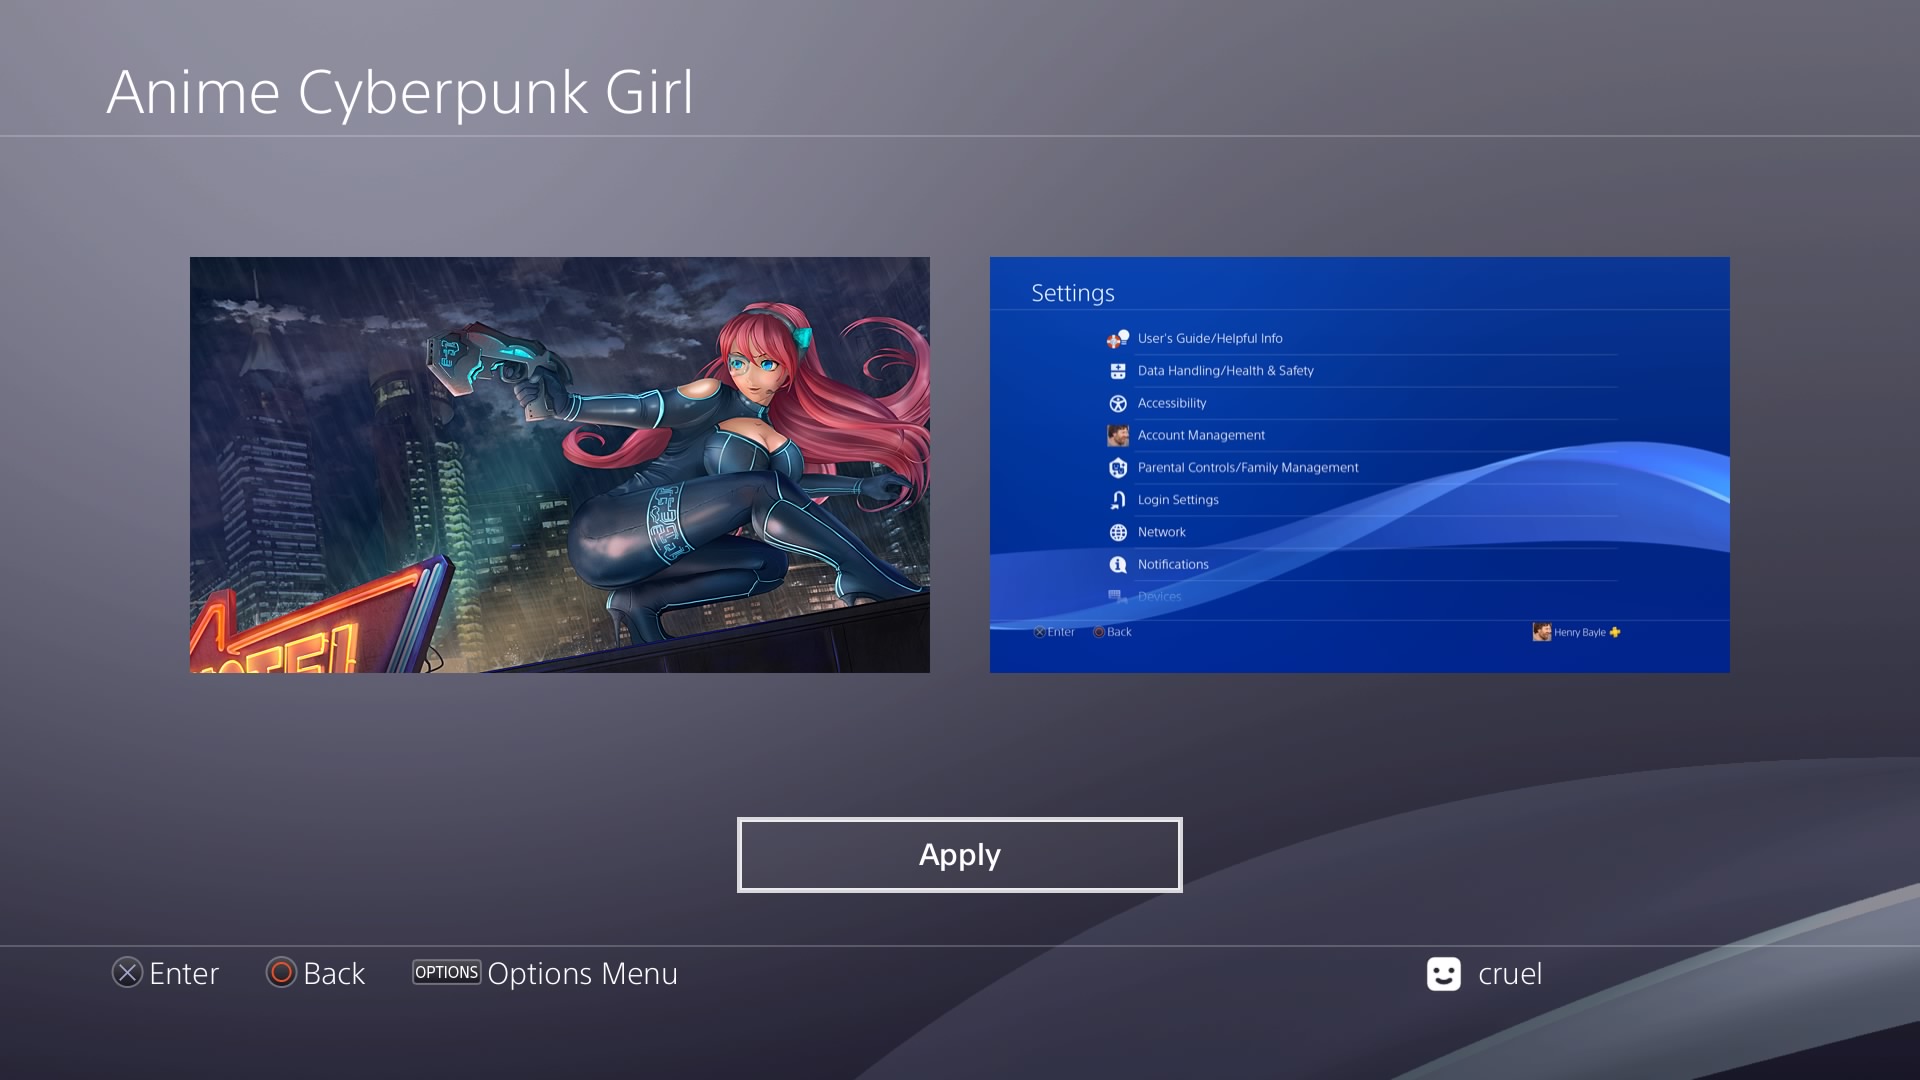 Anime Cyberpunk Girl
Settings
User's Guide/Helpful Info
Data Handling/Health & Safety
Accessibility
Account Management
Parental Controls/Family Management
Login Settings
Network
Notifications
Devices
Enter Back Henry Bayle
Apply
Enter Back OPTIONS Options Menu cruel